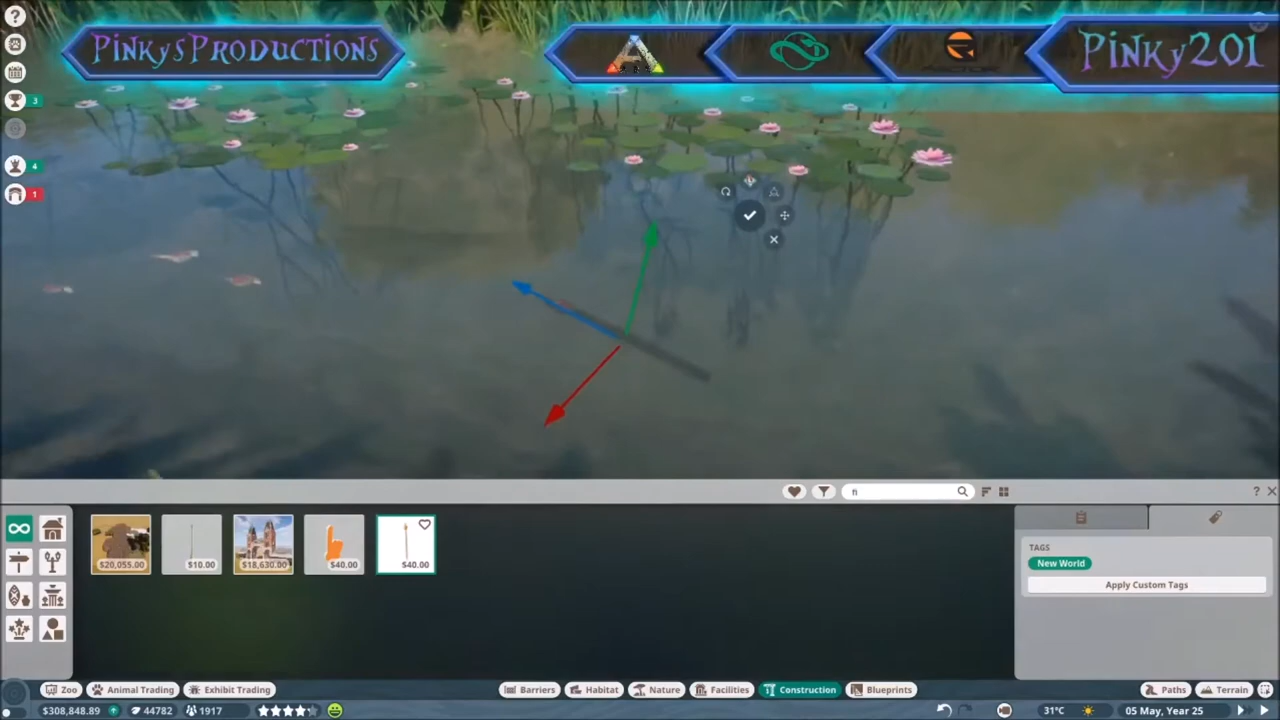 PinkysProductions
Pinky201
3
4
1
fi
$20,055.00
$10.00
$18,630.00
$40.00
$40.00
TAGS
New World
Apply Custom Tags
Zoo
Animal Trading
Exhibit Trading
Barriers
Habitat
Nature
Facilities
Construction
Blueprints
Paths
Terrain
$308,848.89
44782
1917
31°C
05 May, Year 25